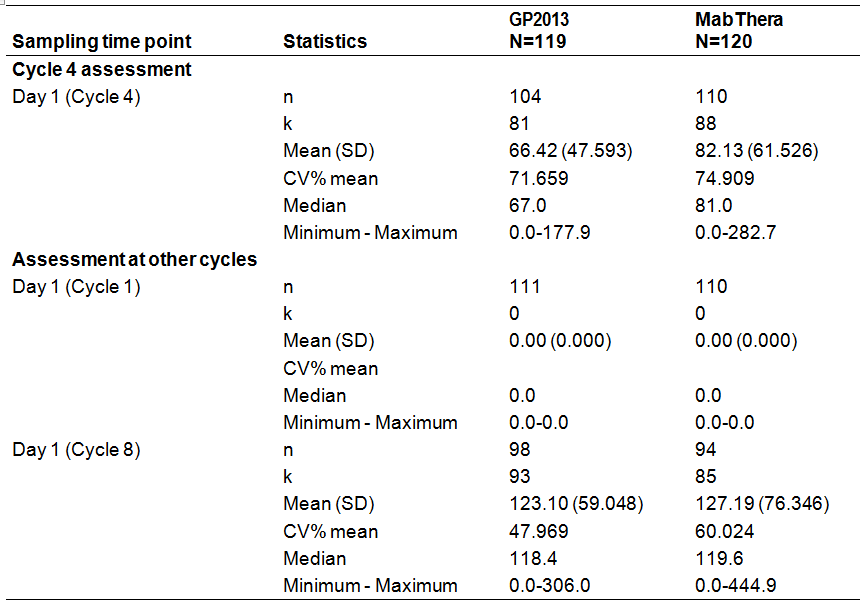 GP2013 MabThera
Sampling time point Statistics N=119 N=120
Cycle 4 assessment
Day 1 (Cycle 4) n 104 110
k 81 88
Mean (SD) 66.42 (47.593) 82.13 (61.526)
CV% mean 71.659 74.909
Median 67.0 81.0
Minimum - Maximum 0.0-177.9 0.0-282.7
Assessment at other cycles
Day 1 (Cycle 1) n 111 110
k 0 0
Mean (SD) 0.00 (0.000) 0.00 (0.000)
CV% mean
Median 0.0 0.0
Minimum - Maximum 0.0-0.0 0.0-0.0
Day 1 (Cycle 8) n 98 94
k 93 85
Mean (SD) 123.10 (59.048) 127.19 (76.346)
CV% mean 47.969 60.024
Median 118.4 119.6
Minimum - Maximum 0.0-306.0 0.0-444.9